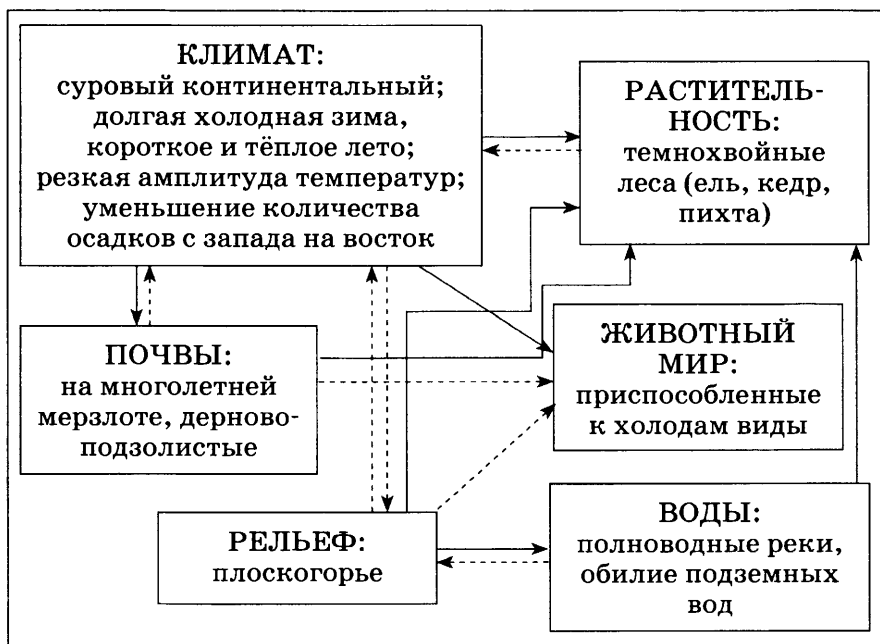 КЛИМАТ:
суровый континентальный;
долгая холодная зима,
короткое и тёплое лето;
резкая амплитуда температур;
уменьшение количества
осадков с запада на восток
РАСТИТЕЛЬ-
НОСТЬ:
темнохвойные
леса (ель, кедр,
пихта)
ПОЧВЫ:
на многолетней
мерзлоте, дерново-
подзолистые
ЖИВОТНЫЙ
МИР:
приспособленные
к холодам виды
РЕЛЬЕФ:
плоскогорье
ВОДЫ:
полноводные реки,
обилие подземных
вод